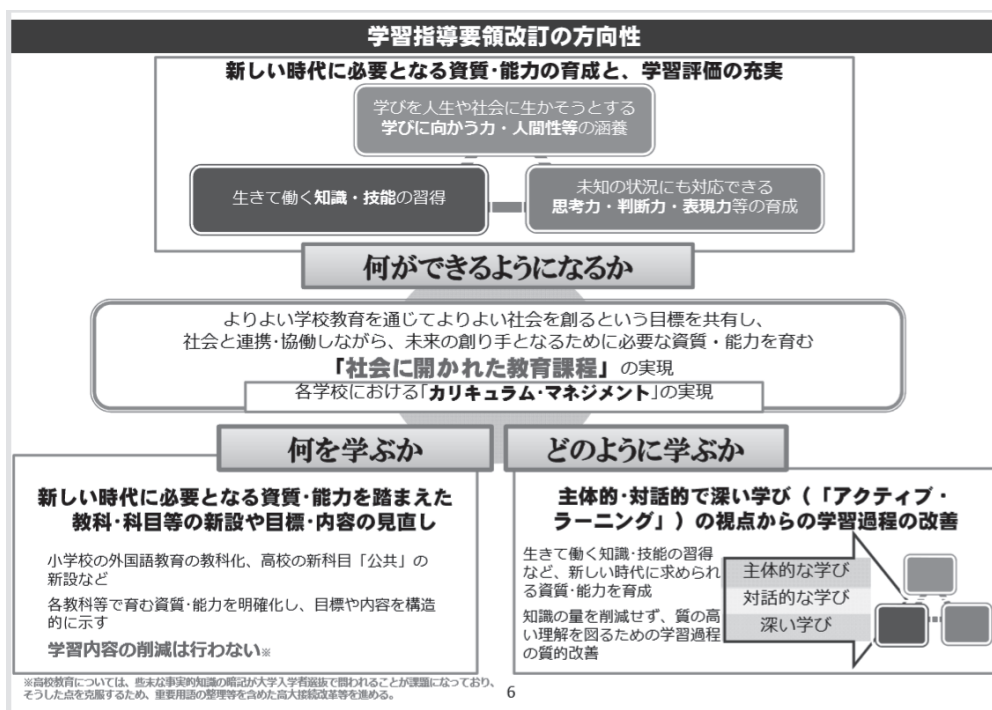 学習指導要領改訂の方向性
新しい時代に必要となる資質･能力の育成と、学習評価の充実
学びを人生や社会に生かそうとする
学びに向かう力・人間性等の涵養
生きて働く知識・技能の習得
未知の状況にも対応できる
思考力・判断力・表現力等の育成
何ができるようになるか
よりよい学校教育を通じてよりよい社会を創るという目標を共有し、
社会と連携･協働しながら、未来の創り手となるために必要な資質・能力を育む
「社会に開かれた教育課程」の実現
各学校における｢カリキュラム･マネジメント｣の実現
何を学ぶか
新しい時代に必要となる資質･能力を踏まえた
教科･科目等の新設や目標･内容の見直し
小学校の外国語教育の教科化、高校の新科目「公共」の
新設など
各教科等で育む資質･能力を明確化し、目標や内容を構造
的に示す
学習内容の削減は行わない※
どのように学ぶか
主体的･対話的で深い学び（「アクティブ・
ラーニング」）の視点からの学習過程の改善
生きて働く知識･技能の習得
など、新しい時代に求められ
る資質･能力を育成
知識の量を削減せず、質の高
い理解を図るための学習過程
の質的改善
主体的な学び
対話的な学び
深い学び
※高校教育については、些末な事実的知識の暗記が大学入学者選抜で問われることが課題になっており、
そうした点を克服するため、重要用語の整理等を含めた高大接続改革等を進める。
6